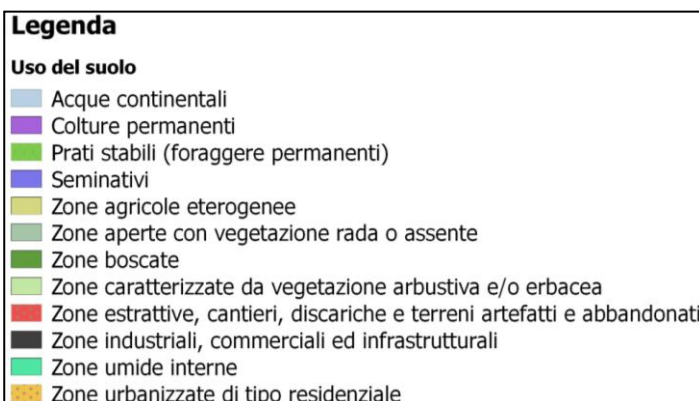 Legenda
Uso del suolo
Acque continentali
Colture permanenti
Prati stabili (foraggere permanenti)
Seminativi
Zone agricole eterogenee
Zone aperte con vegetazione rada o assente
Zone boscate
Zone caratterizzate da vegetazione arbustiva e/o erbacea
Zone estrattive, cantieri, discariche e terreni artefatti e abbandonati
Zone industriali, commerciali ed infrastrutturali
Zone umide interne
Zone urbanizzate di tipo residenziale